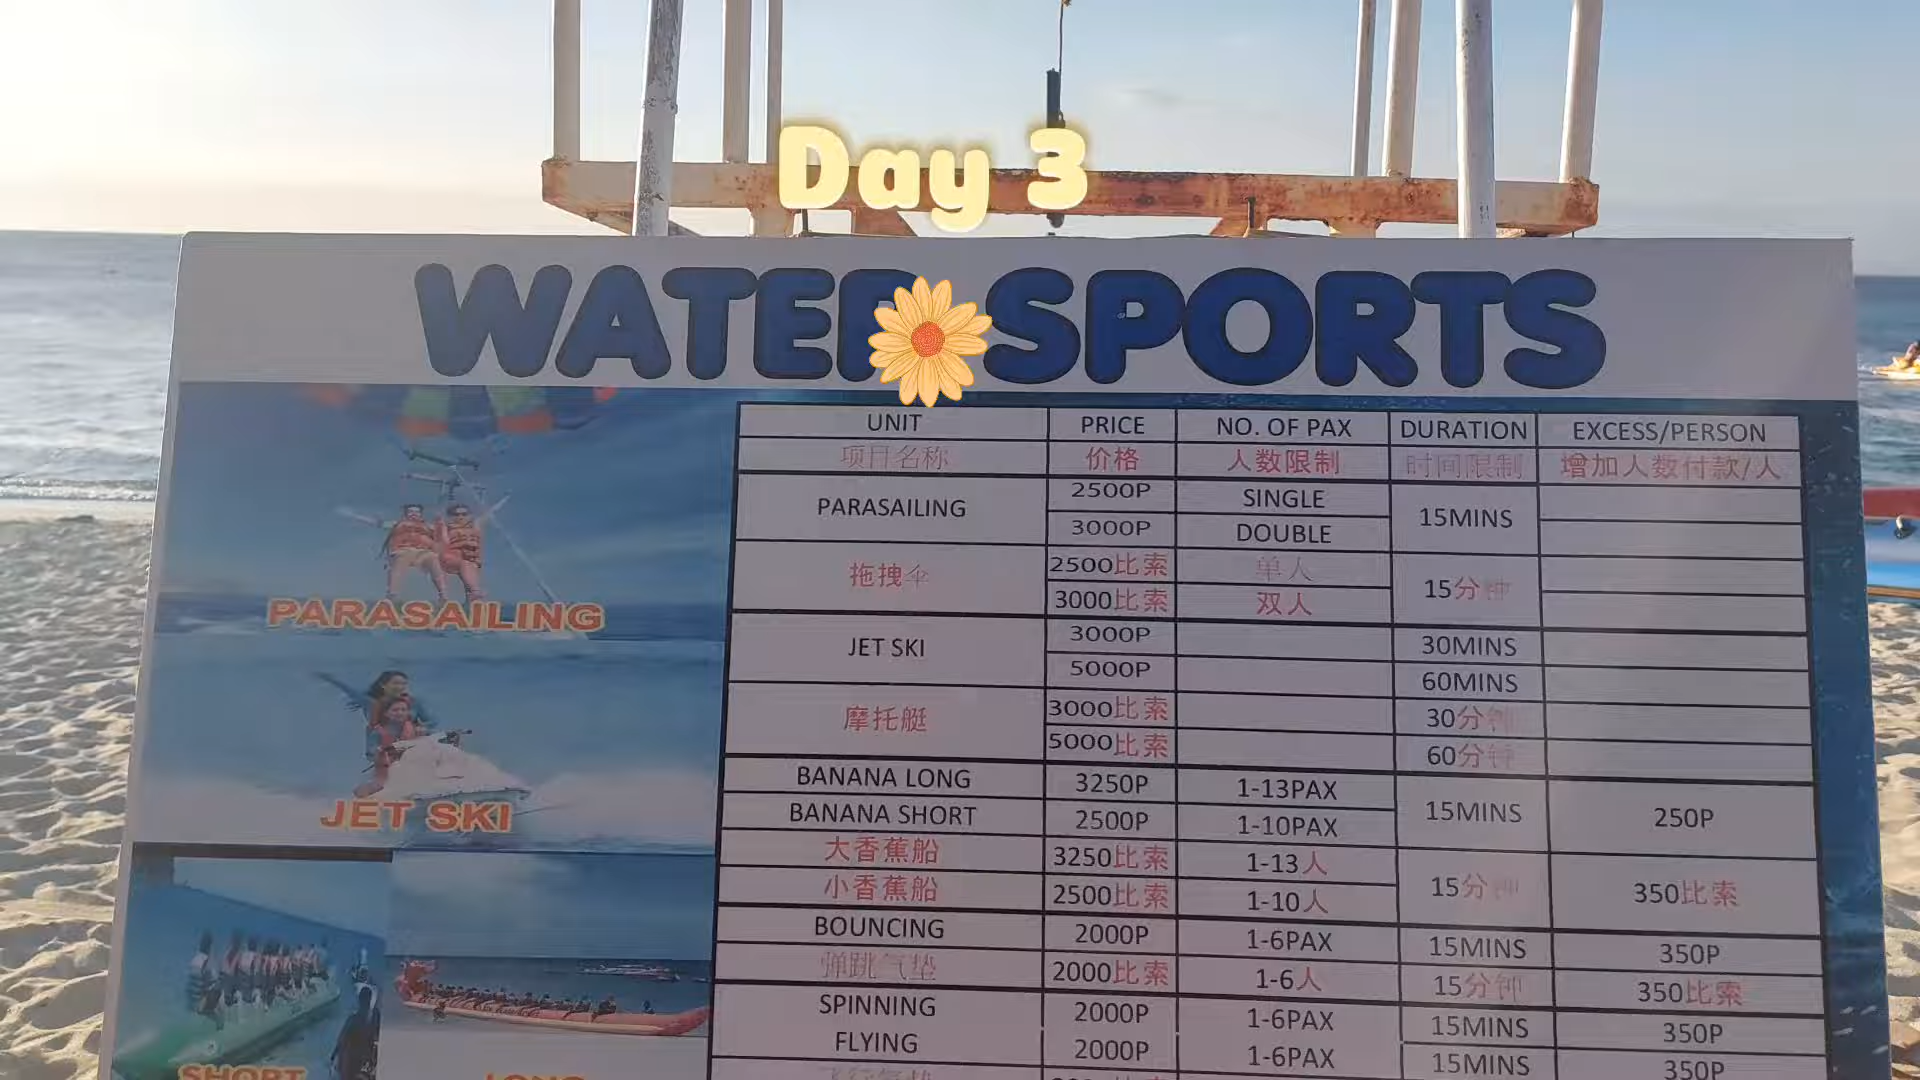 Day 3
WATER SPORTS
UNIT PRICE NO. OF PAX DURATION EXCESS/PERSON
项目名称 价格 人数限制 时间限制 增加人数付款/人
PARASAILING 2500P SINGLE 15MINS
3000P DOUBLE
拖拽伞 2500比索 单人 15分钟
3000比索 双人
JET SKI 3000P 30MINS
5000P 60MINS
摩托艇 3000比索 30分钟
5000比索 60分钟
BANANA LONG 3250P 1-13PAX 15MINS 250P
BANANA SHORT 2500P 1-10PAX
大香蕉船 3250比索 1-13人 15分钟 350比索
小香蕉船 2500比索 1-10人
BOUNCING 2000P 1-6PAX 15MINS 350P
弹跳气垫 2000比索 1-6人 15分钟 350比索
SPINNING 2000P 1-6PAX 15MINS 350P
FLYING 2000P 1-6PAX 15MINS 350P
PARASAILING
JET SKI
SHORT
LONG